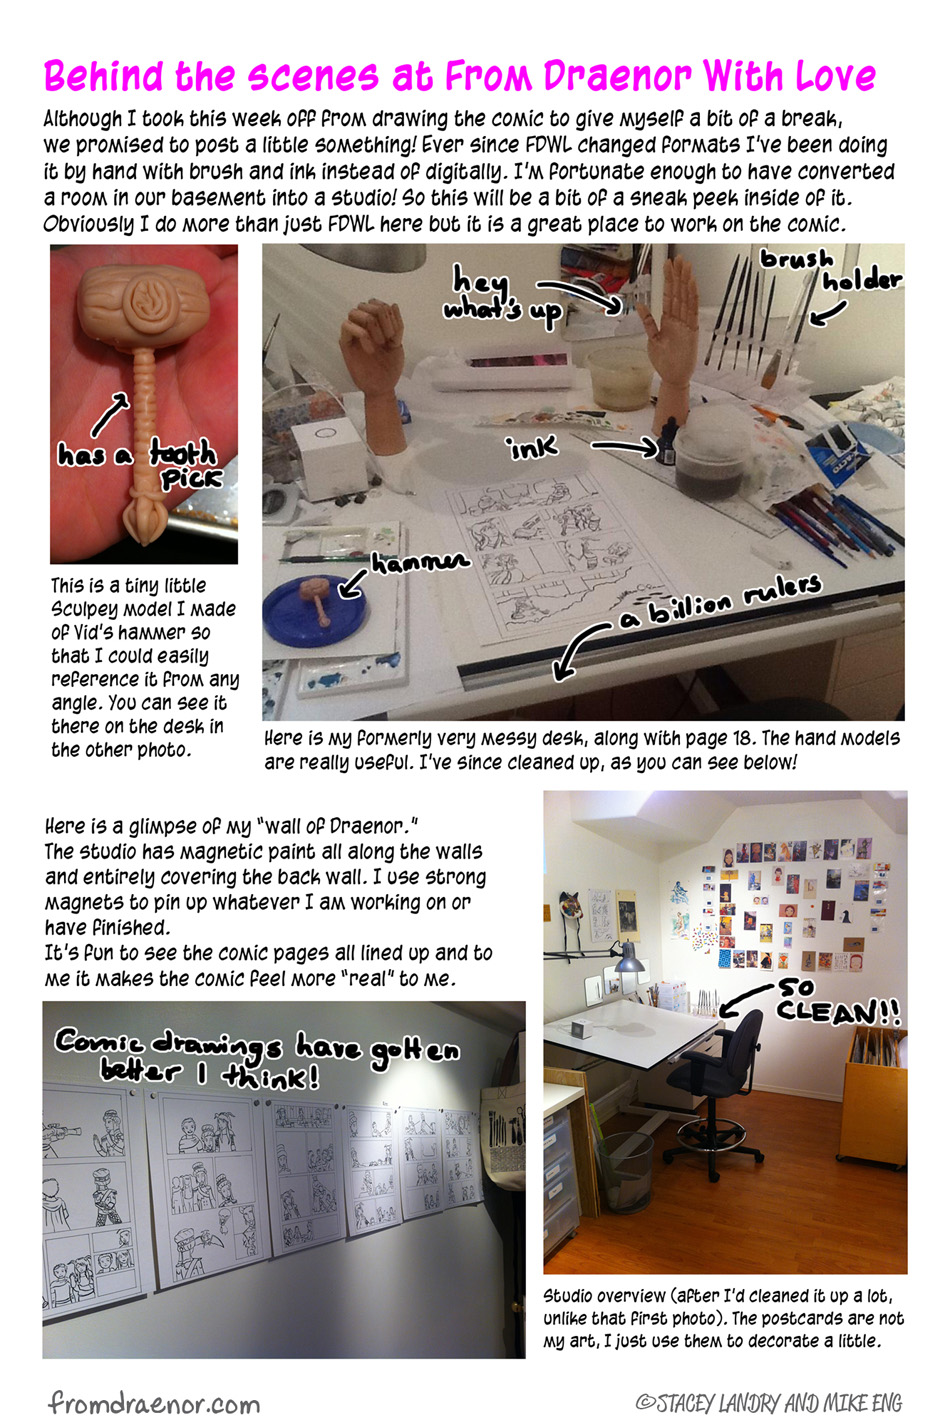 Behind the scenes at From Draenor With Love
Although I took this week off from drawing the comic to give myself a bit of a break,
we promised to post a little something! Ever since FDWL changed formats I've been doing
it by hand with brush and ink instead of digitally. I'm fortunate enough to have converted
a room in our basement into a studio! So this will be a bit of a sneak peek inside of it.
Obviously I do more than just FDWL here but it is a great place to work on the comic.
has a tooth
pick
This is a tiny little
Sculpey model I made
of Vid's hammer so
that I could easily
reference it from any
angle. You can see it
there on the desk in
the other photo.
hey
what's up
brush
holder
ink
X-ACTO
hammer
a billion rulers
Here is my formerly very messy desk, along with page 18. The hand models
are really useful. I've since cleaned up, as you can see below!
Here is a glimpse of my "wall of Draenor."
The studio has magnetic paint all along the walls
and entirely covering the back wall. I use strong
magnets to pin up whatever I am working on or
have finished.
It's fun to see the comic pages all lined up and to
me it makes the comic feel more "real" to me.
Comic drawings have gotten
better I think!
SO
CLEAN!!
Studio overview (after I'd cleaned it up a lot,
unlike that first photo). The postcards are not
my art, I just use them to decorate a little.
fromdraenor.com
©STACEY LANDRY AND MIKE ENG